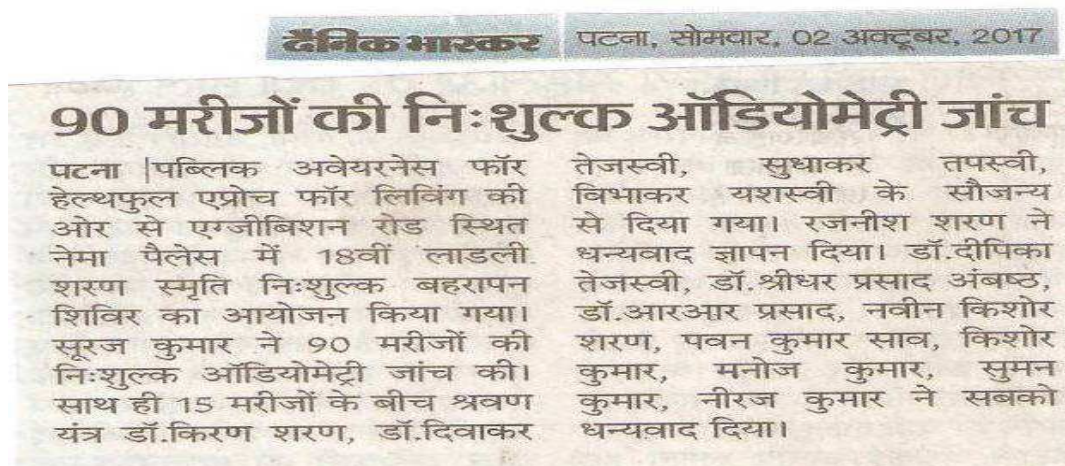 दैनिक भास्कर पटना, सोमवार, 02 अक्टूबर, 2017
90 मरीजों की निःशुल्क ऑडियोमेट्री जांच
पटना |पब्लिक अवेयरनेस फॉर
हेल्थफुल एप्रोच फॉर लिविंग की
ओर से एग्जीबिशन रोड स्थित
नेमा पैलेस में 18वीं लाडली
शरण स्मृति निःशुल्क बहरापन
शिविर का आयोजन किया गया।
सूरज कुमार ने 90 मरीजों की
निःशुल्क ऑडियोमेट्री जांच की।
साथ ही 15 मरीजों के बीच श्रवण
यंत्र डॉ.किरण शरण, डॉ.दिवाकर
तेजस्वी, सुधाकर तपस्वी,
विभाकर यशस्वी के सौजन्य
से दिया गया। रजनीश शरण ने
धन्यवाद ज्ञापन दिया। डॉ.दीपिका
तेजस्वी, डॉ.श्रीधर प्रसाद अंबष्ठ,
डॉ.आरआर प्रसाद, नवीन किशोर
शरण, पवन कुमार साव, किशोर
कुमार, मनोज कुमार, सुमन
कुमार, नीरज कुमार ने सबको
धन्यवाद दिया।